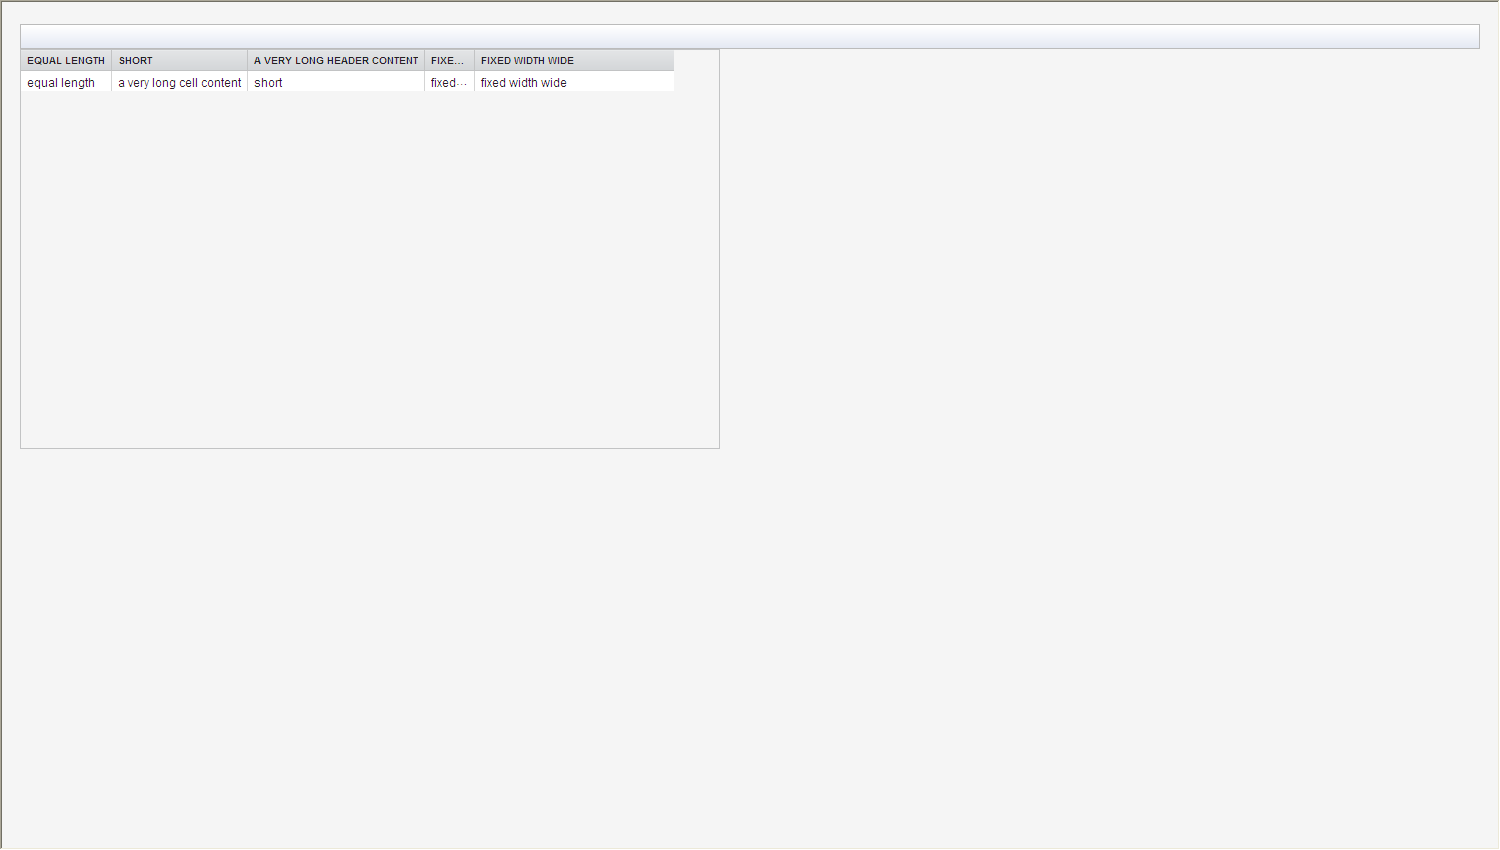 EQUAL LENGTH SHORT A VERY LONG HEADER CONTENT FIXE... FIXED WIDTH WIDE
equal length a very long cell content short fixed... fixed width wide